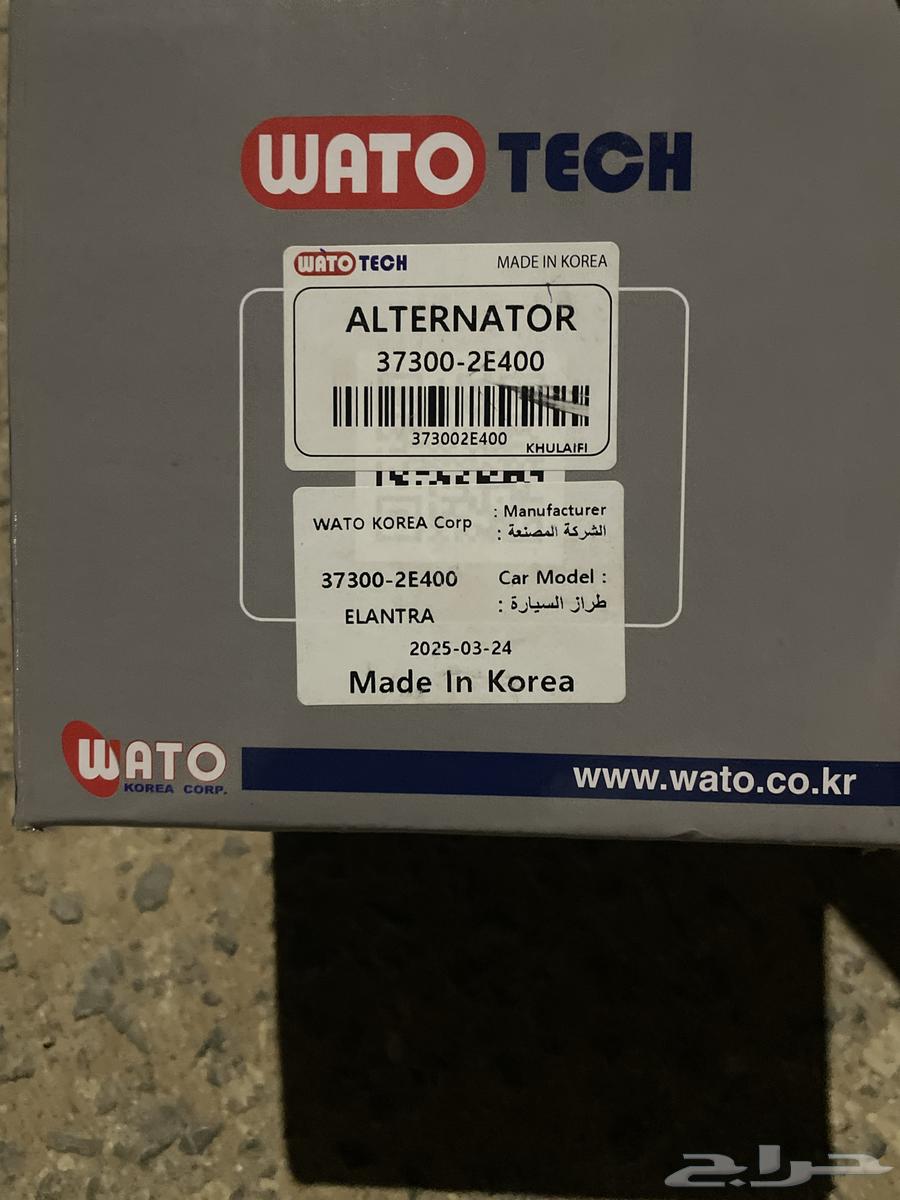 WATO TECH
WATO TECH MADE IN KOREA
ALTERNATOR
37300-2E400
373002E400
KHULAIFI
WATO KOREA Corp : Manufacturer
الشركة المصنعة :
37300-2E400 Car Model :
ELANTRA طراز السيارة :
2025-03-24
Made In Korea
WATO
KOREA CORP.
www.wato.co.kr
حراج